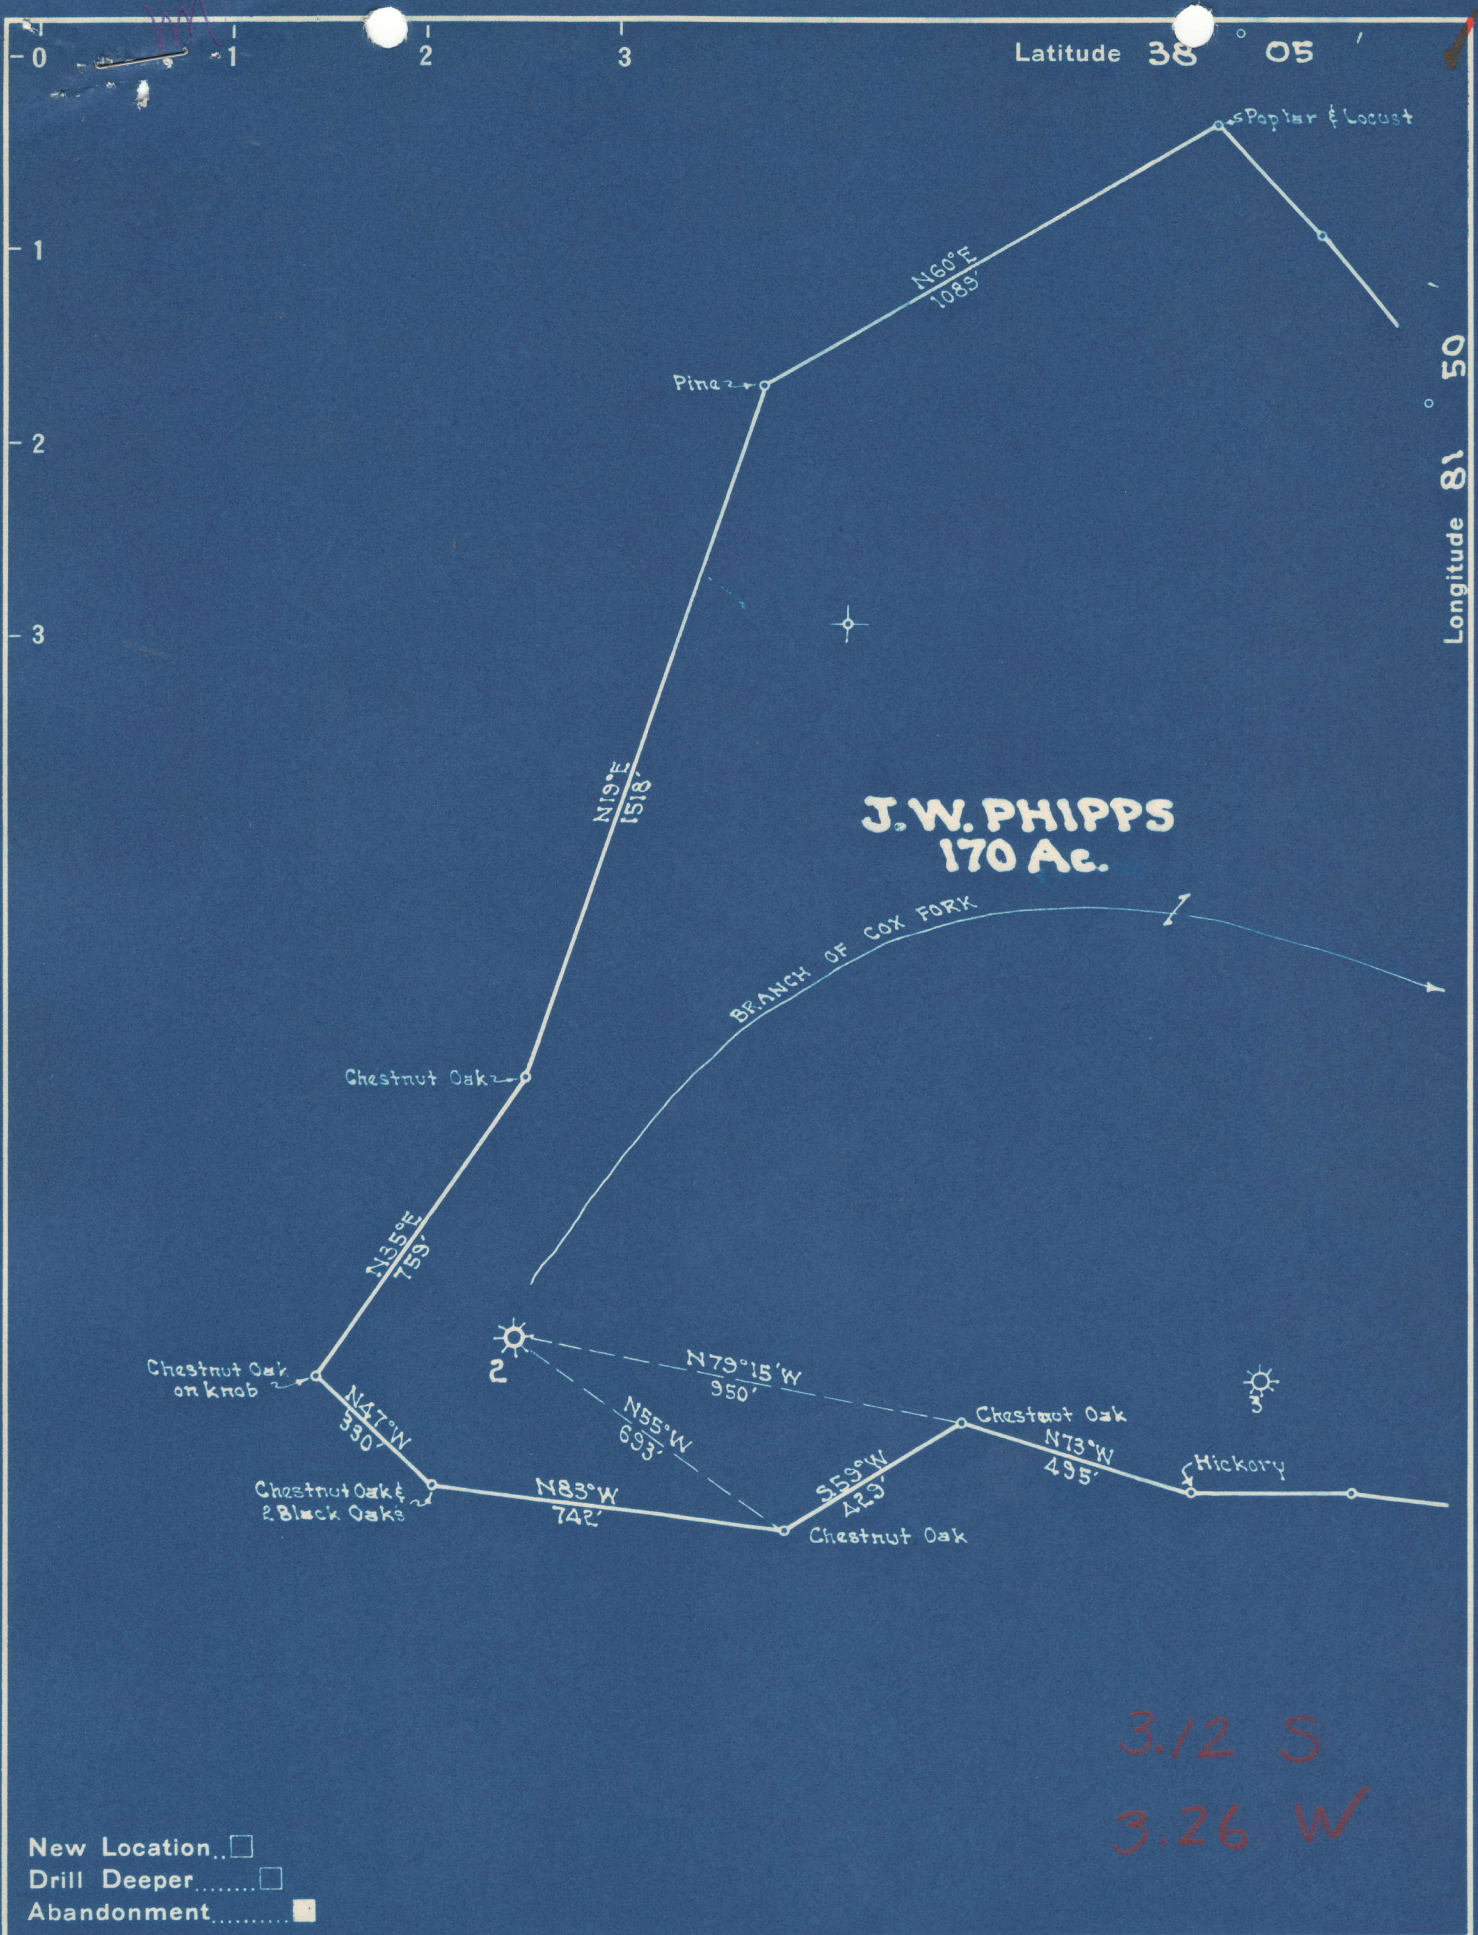 0 1 2 3
Latitude 38° 05'
Poplar & Locust
1
N60°E
1089'
Longitude 81° 50'
Pine
2
3
N19°E
1518'
J.W. PHIPPS
170 Ac.
BRANCH OF COX FORK
Chestnut Oak
N35°E
759'
2
Chestnut Oak
on knob
N79°15'W
950'
3
N47°W
330'
N55°W
693'
Chestnut Oak
N73°W
495'
Hickory
S59°W
429'
Chestnut Oak &
2 Black Oaks
N83°W
742'
Chestnut Oak
3.12 S
3.26 W
New Location..
Drill Deeper........
Abandonment..........